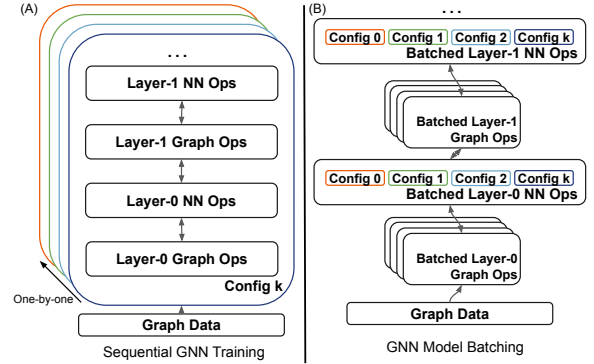 (A)
. . .
Layer-1 NN Ops
Layer-1 Graph Ops
Layer-0 NN Ops
Layer-0 Graph Ops
Config k
One-by-one
Graph Data
Sequential GNN Training
(B)
. . .
Config 0 Config 1 Config 2 Config k
Batched Layer-1 NN Ops
Batched Layer-1
Graph Ops
Config 0 Config 1 Config 2 Config k
Batched Layer-0 NN Ops
Batched Layer-0
Graph Ops
Graph Data
GNN Model Batching